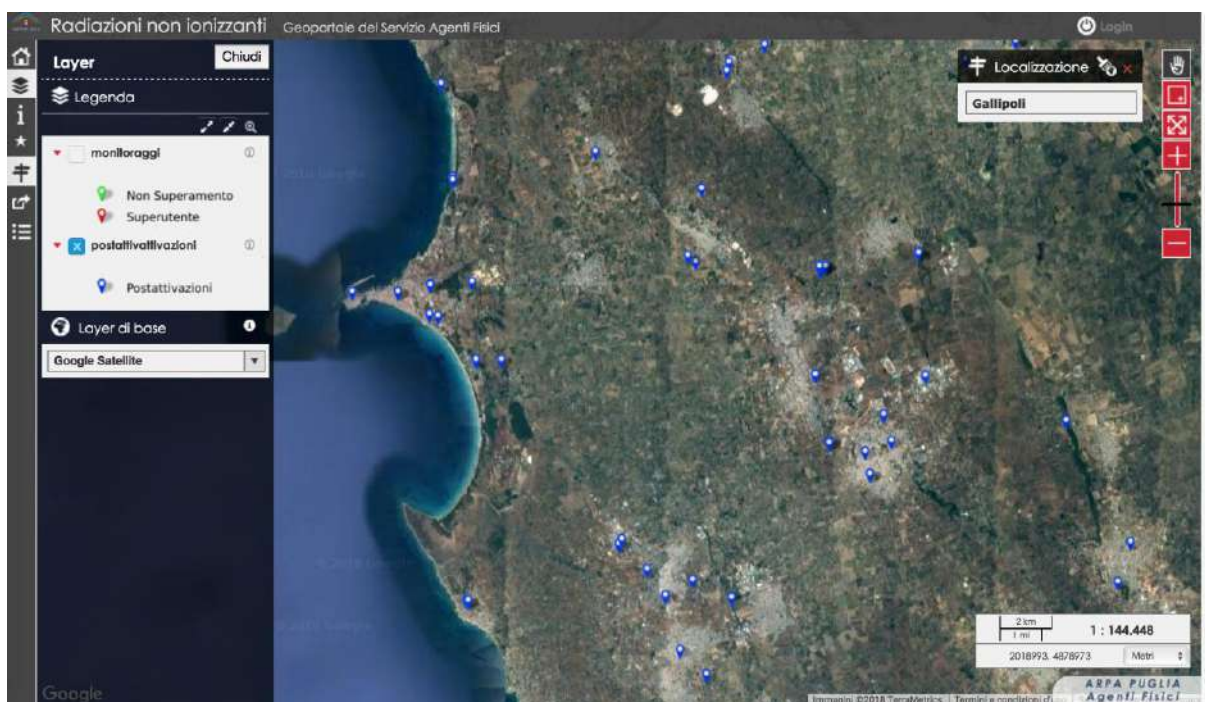 Radiazioni non ionizzanti Geoportale del Servizio Agenti Fisici
Login
Layer
Chiudi
Legenda
monitoraggi
Non Superamento
Superutente
postattivattivazioni
Postattivazioni
Layer di base
Google Satellite
Localizzazione
Gallipoli
2 km
1 mi
1 : 144.448
2018993, 4878973
Metri
ARPA PUGLIA
Agenti Fisici
Google
Immagini ©2018 TerraMetrics Termini e condizioni d'